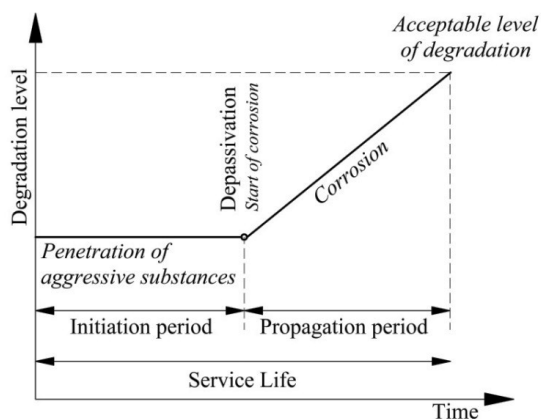 Acceptable level
of degradation
Degradation level
Depassivation
Start of corrosion
Corrosion
Penetration of
aggressive substances
Initiation period
Propagation period
Service Life
Time